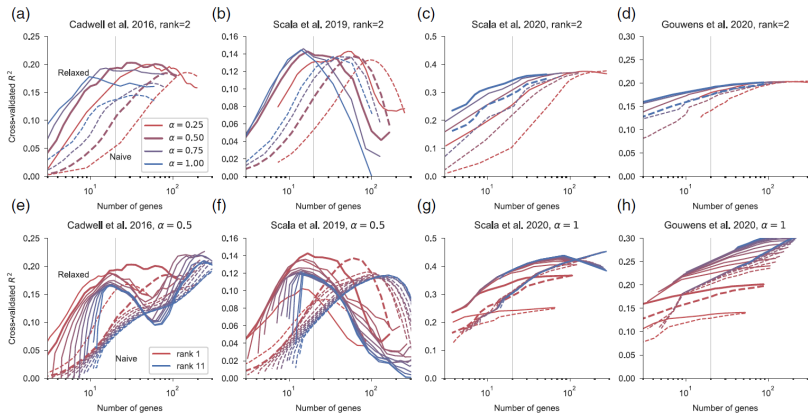 (a) Cadwell et al. 2016, rank=2
(b) Scala et al. 2019, rank=2
(c) Scala et al. 2020, rank=2
(d) Gouwens et al. 2020, rank=2
Cross-validated R²
0.25
0.20
0.15
0.10
0.05
0.00
Relaxed
Naive
α = 0.25
α = 0.50
α = 0.75
α = 1.00
10¹
10²
Number of genes
0.16
0.14
0.12
0.10
0.08
0.06
0.04
0.02
0.00
10¹
10²
Number of genes
0.5
0.4
0.3
0.2
0.1
0.0
10¹
10²
Number of genes
0.30
0.25
0.20
0.15
0.10
0.05
0.00
10¹
10²
Number of genes
(e) Cadwell et al. 2016, α = 0.5
(f) Scala et al. 2019, α = 0.5
(g) Scala et al. 2020, α = 1
(h) Gouwens et al. 2020, α = 1
Cross-validated R²
0.25
0.20
0.15
0.10
0.05
0.00
Relaxed
Naive
rank 1
rank 11
10¹
10²
Number of genes
0.16
0.14
0.12
0.10
0.08
0.06
0.04
0.02
0.00
10¹
10²
Number of genes
0.5
0.4
0.3
0.2
0.1
0.0
10¹
10²
Number of genes
0.30
0.25
0.20
0.15
0.10
0.05
0.00
10¹
10²
Number of genes